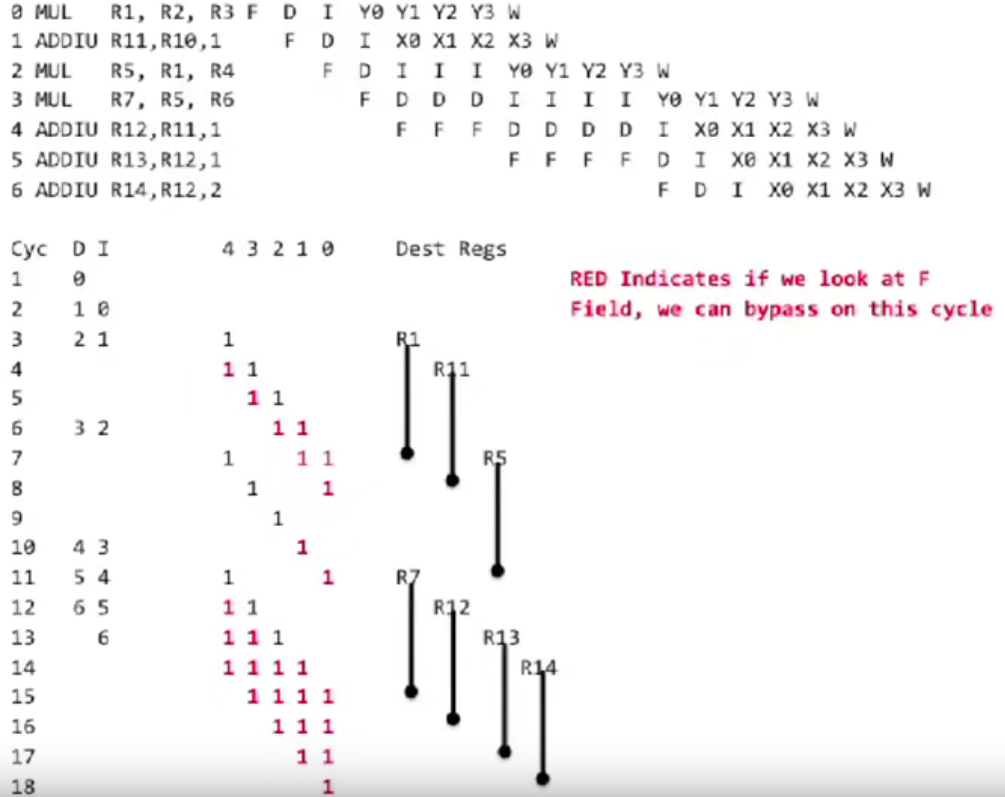 0 MUL R1, R2, R3 F D I Y0 Y1 Y2 Y3 W
1 ADDIU R11,R10,1 F D I X0 X1 X2 X3 W
2 MUL R5, R1, R4 F D I I I Y0 Y1 Y2 Y3 W
3 MUL R7, R5, R6 F D D D I I I I Y0 Y1 Y2 Y3 W
4 ADDIU R12,R11,1 F F F D D D D I X0 X1 X2 X3 W
5 ADDIU R13,R12,1 F F F F D I X0 X1 X2 X3 W
6 ADDIU R14,R12,2 F D I X0 X1 X2 X3 W
Cyc D I 4 3 2 1 0 Dest Regs
1 0 RED Indicates if we look at F
2 1 0 Field, we can bypass on this cycle
3 2 1 1 R1
4 1 1 R11
5 1 1
6 3 2 1 1
7 1 1 1 R5
8 1 1
9 1
10 4 3 1
11 5 4 1 1 R7
12 6 5 1 1 R12
13 6 1 1 1 R13
14 1 1 1 1 R14
15 1 1 1 1
16 1 1 1
17 1 1
18 1